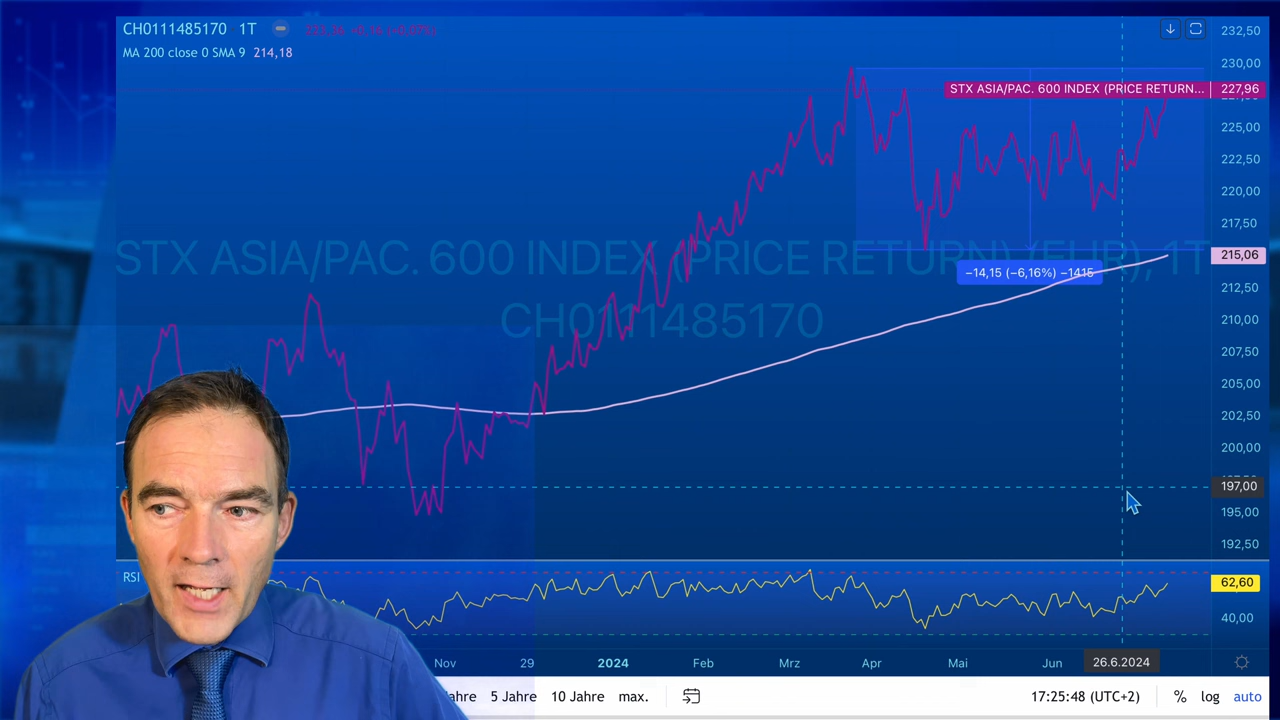 CH0111485170 1T
MA 200 close 0 SMA 9 214,18
STX ASIA/PAC. 600 INDEX (PRICE RETURN... 227,96
STX ASIA/PAC. 600 INDEX (PRICE RETURN) (EUR), 1T
CH0111485170
−14,15 (−6,16%) −1415
232,50
230,00
225,00
222,50
220,00
217,50
215,06
212,50
210,00
207,50
205,00
202,50
200,00
197,00
195,00
192,50
RSI
62,60
40,00
Nov 29 2024 Feb Mrz Apr Mai Jun 26.6.2024
5 Jahre 10 Jahre max. 17:25:48 (UTC+2) % log auto